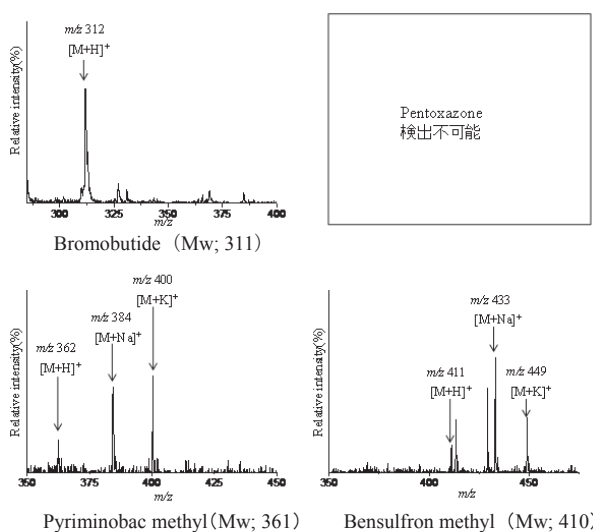 m/z 312
[M+H]⁺
Relative intensity(%)
300
325
350
375
400
m/z
Bromobutide (Mw; 311)
Pentoxazone
検出不可能
m/z 400
[M+K]⁺
m/z 384
[M+Na]⁺
m/z 362
[M+H]⁺
Relative intensity(%)
350
375
400
425
450
m/z
Pyriminobac methyl(Mw; 361)
m/z 433
[M+Na]⁺
m/z 411
[M+H]⁺
m/z 449
[M+K]⁺
Relative intensity(%)
350
400
450
m/z
Bensulfron methyl (Mw; 410)